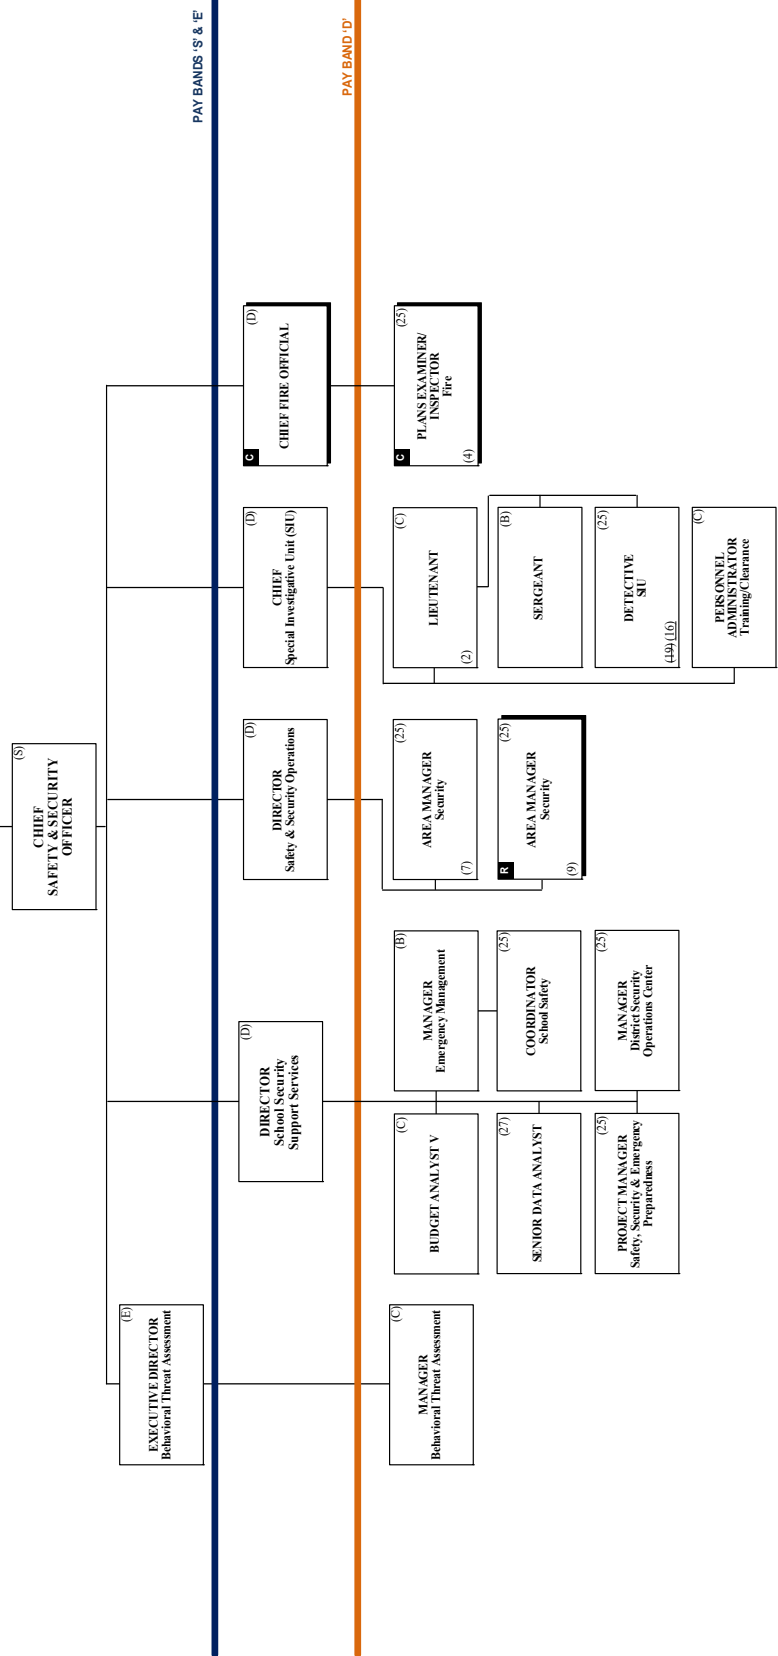 (S)
CHIEF
SAFETY & SECURITY
OFFICER
PAY BANDS ‘S’ & ‘E’
(E)
EXECUTIVE DIRECTOR
Behavioral Threat Assessment
PAY BAND ‘D’
(D)
DIRECTOR
School Security
Support Services
(D)
DIRECTOR
Safety & Security Operations
(D)
CHIEF
Special Investigative Unit (SIU)
C
(D)
CHIEF FIRE OFFICIAL
(C)
MANAGER
Behavioral Threat Assessment
(C)
BUDGET ANALYST V
(B)
MANAGER
Emergency Management
(25)
AREA MANAGER
Security
(7)
(C)
LIEUTENANT
(2)
C
(25)
PLANS EXAMINER/
INSPECTOR
Fire
(4)
(27)
SENIOR DATA ANALYST
(25)
COORDINATOR
School Safety
R
(25)
AREA MANAGER
Security
(9)
(B)
SERGEANT
(25)
PROJECT MANAGER
Safety, Security & Emergency
Preparedness
(25)
MANAGER
District Security
Operations Center
(25)
DETECTIVE
SIU
(19) (16)
(C)
PERSONNEL
ADMINISTRATOR
Training/Clearance